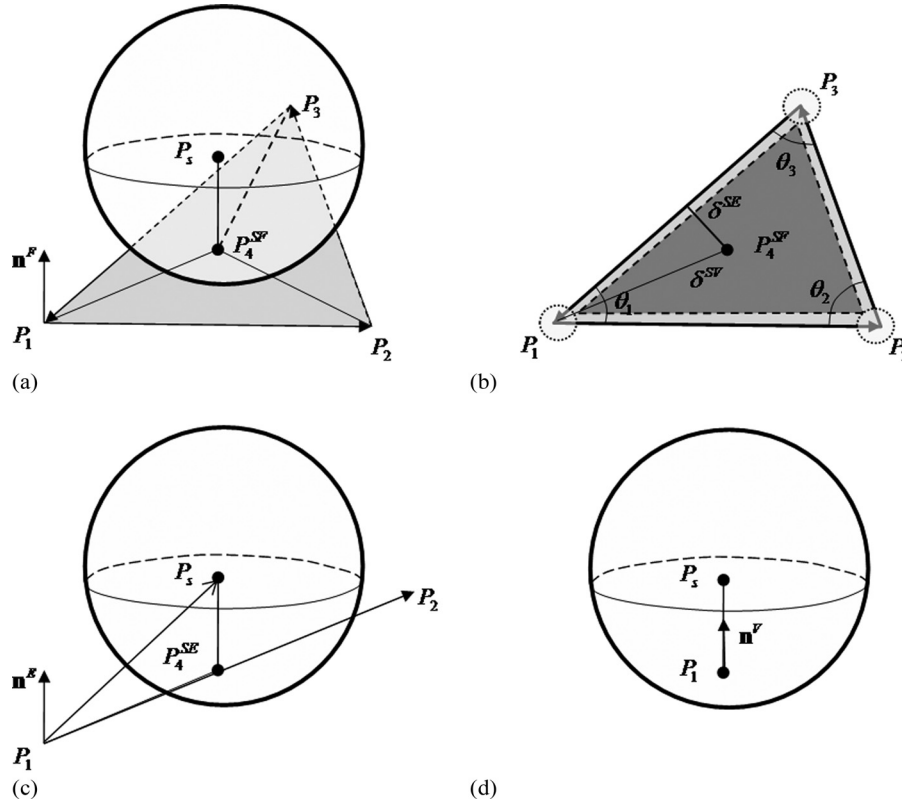 P₃
Pₛ
P₄ˢᶠ
nᶠ
P₁
P₂
(a)
P₃
θ₃
δˢᴱ
P₄ˢᶠ
δˢⱽ
θ₁
θ₂
P₁
P
(b)
Pₛ
P₂
P₄ˢᴱ
nᴱ
P₁
(c)
Pₛ
nⱽ
P₁
(d)